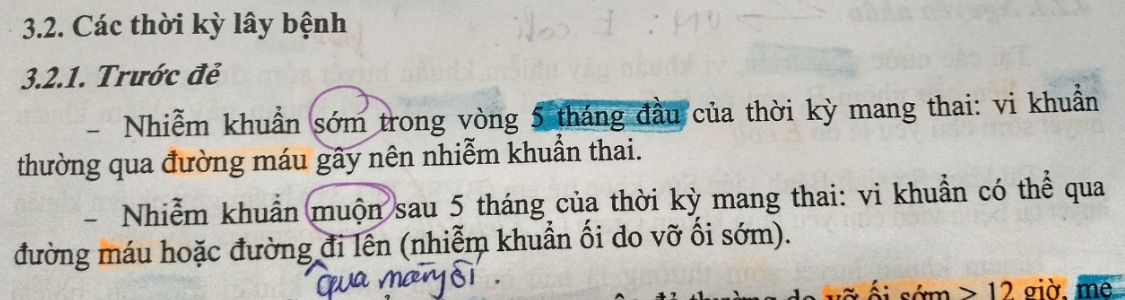 3.2. Các thời kỳ lây bệnh
3.2.1. Trước đẻ
– Nhiễm khuẩn sớm trong vòng 5 tháng đầu của thời kỳ mang thai: vi khuẩn
thường qua đường máu gây nên nhiễm khuẩn thai.
– Nhiễm khuẩn muộn sau 5 tháng của thời kỳ mang thai: vi khuẩn có thể qua
đường máu hoặc đường đi lên (nhiễm khuẩn ối do vỡ ối sớm).
qua màng ối.
do vỡ ối sớm > 12 giờ, mẹ